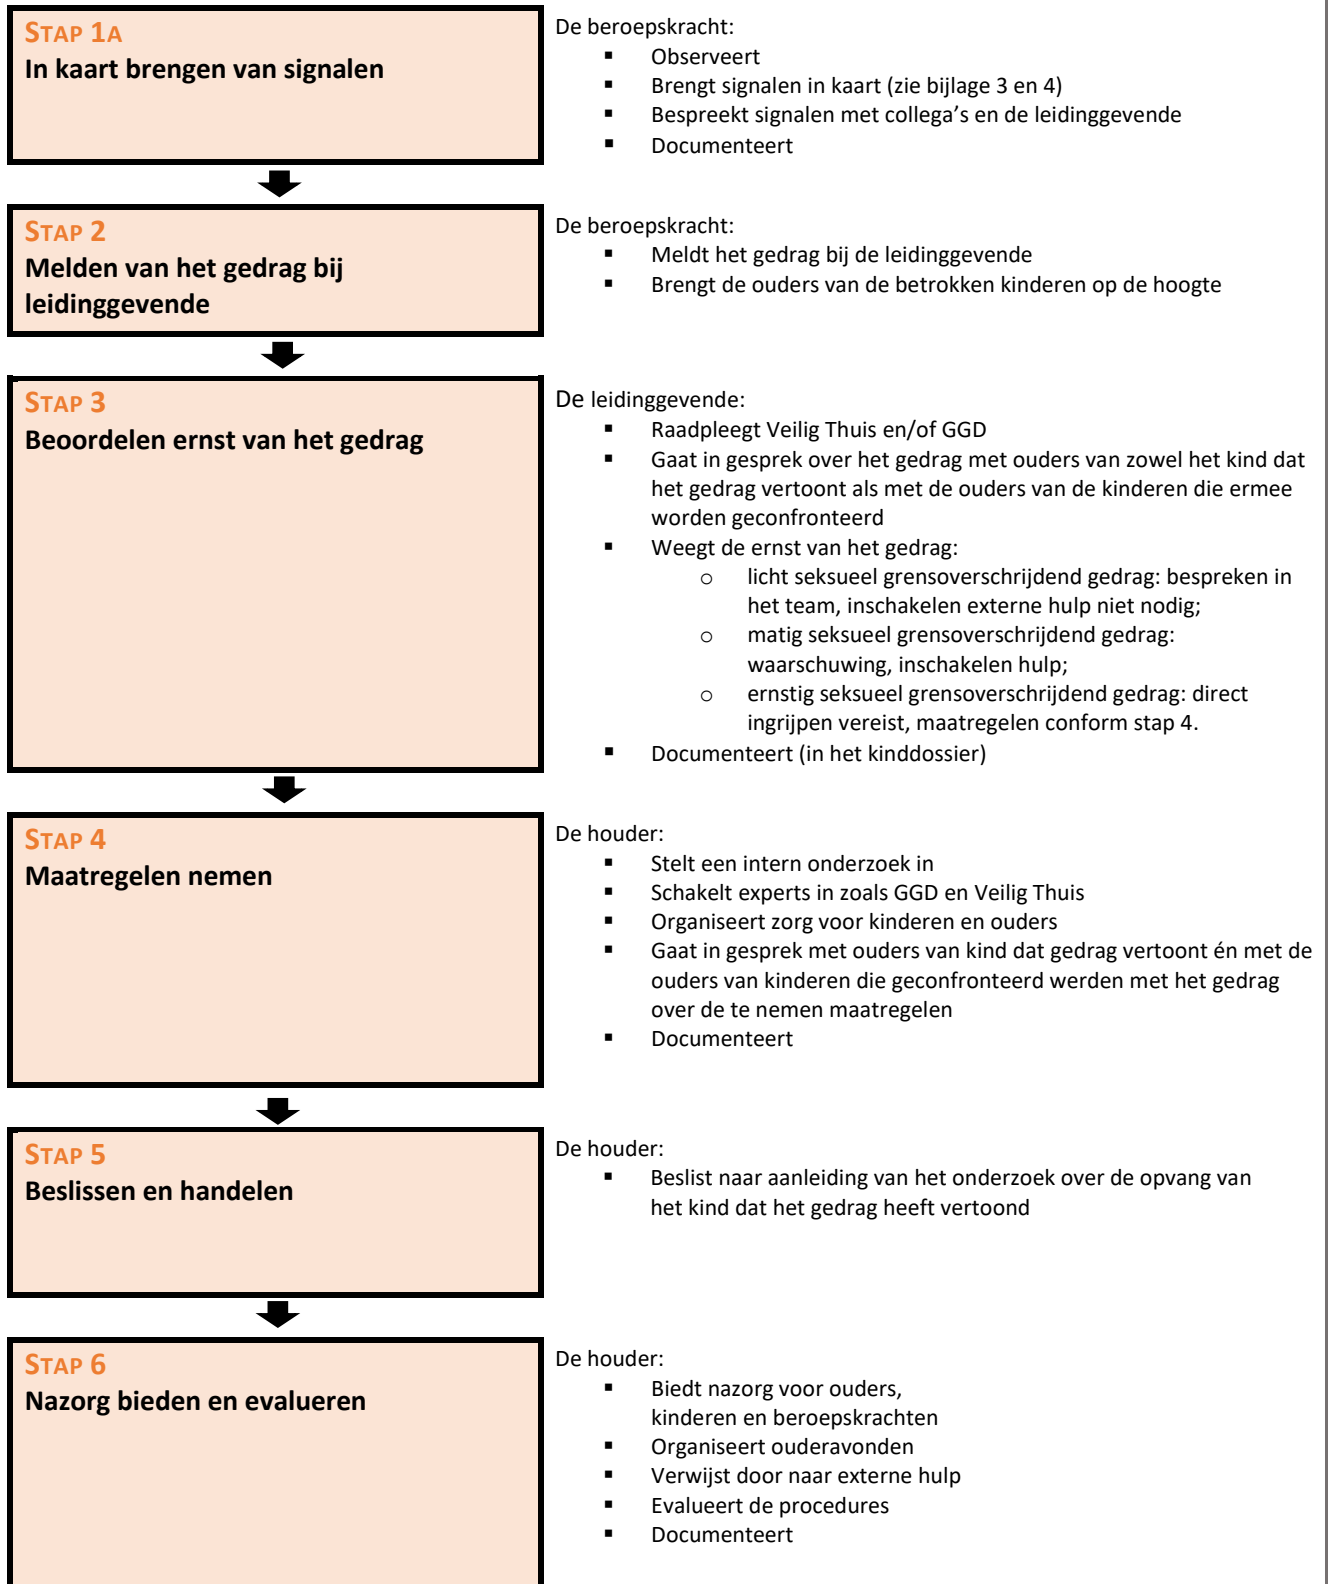 STAP 1A
In kaart brengen van signalen
De beroepskracht:
▪ Observeert
▪ Brengt signalen in kaart (zie bijlage 3 en 4)
▪ Bespreekt signalen met collega's en de leidinggevende
▪ Documenteert
STAP 2
Melden van het gedrag bij
leidinggevende
De beroepskracht:
▪ Meldt het gedrag bij de leidinggevende
▪ Brengt de ouders van de betrokken kinderen op de hoogte
STAP 3
Beoordelen ernst van het gedrag
De leidinggevende:
▪ Raadpleegt Veilig Thuis en/of GGD
▪ Gaat in gesprek over het gedrag met ouders van zowel het kind dat
het gedrag vertoont als met de ouders van de kinderen die ermee
worden geconfronteerd
▪ Weegt de ernst van het gedrag:
o licht seksueel grensoverschrijdend gedrag: bespreken in
het team, inschakelen externe hulp niet nodig;
o matig seksueel grensoverschrijdend gedrag:
waarschuwing, inschakelen hulp;
o ernstig seksueel grensoverschrijdend gedrag: direct
ingrijpen vereist, maatregelen conform stap 4.
▪ Documenteert (in het kinddossier)
STAP 4
Maatregelen nemen
De houder:
▪ Stelt een intern onderzoek in
▪ Schakelt experts in zoals GGD en Veilig Thuis
▪ Organiseert zorg voor kinderen en ouders
▪ Gaat in gesprek met ouders van kind dat gedrag vertoont én met de
ouders van kinderen die geconfronteerd werden met het gedrag
over de te nemen maatregelen
▪ Documenteert
STAP 5
Beslissen en handelen
De houder:
▪ Beslist naar aanleiding van het onderzoek over de opvang van
het kind dat het gedrag heeft vertoond
STAP 6
Nazorg bieden en evalueren
De houder:
▪ Biedt nazorg voor ouders,
kinderen en beroepskrachten
▪ Organiseert ouderavonden
▪ Verwijst door naar externe hulp
▪ Evalueert de procedures
▪ Documenteert